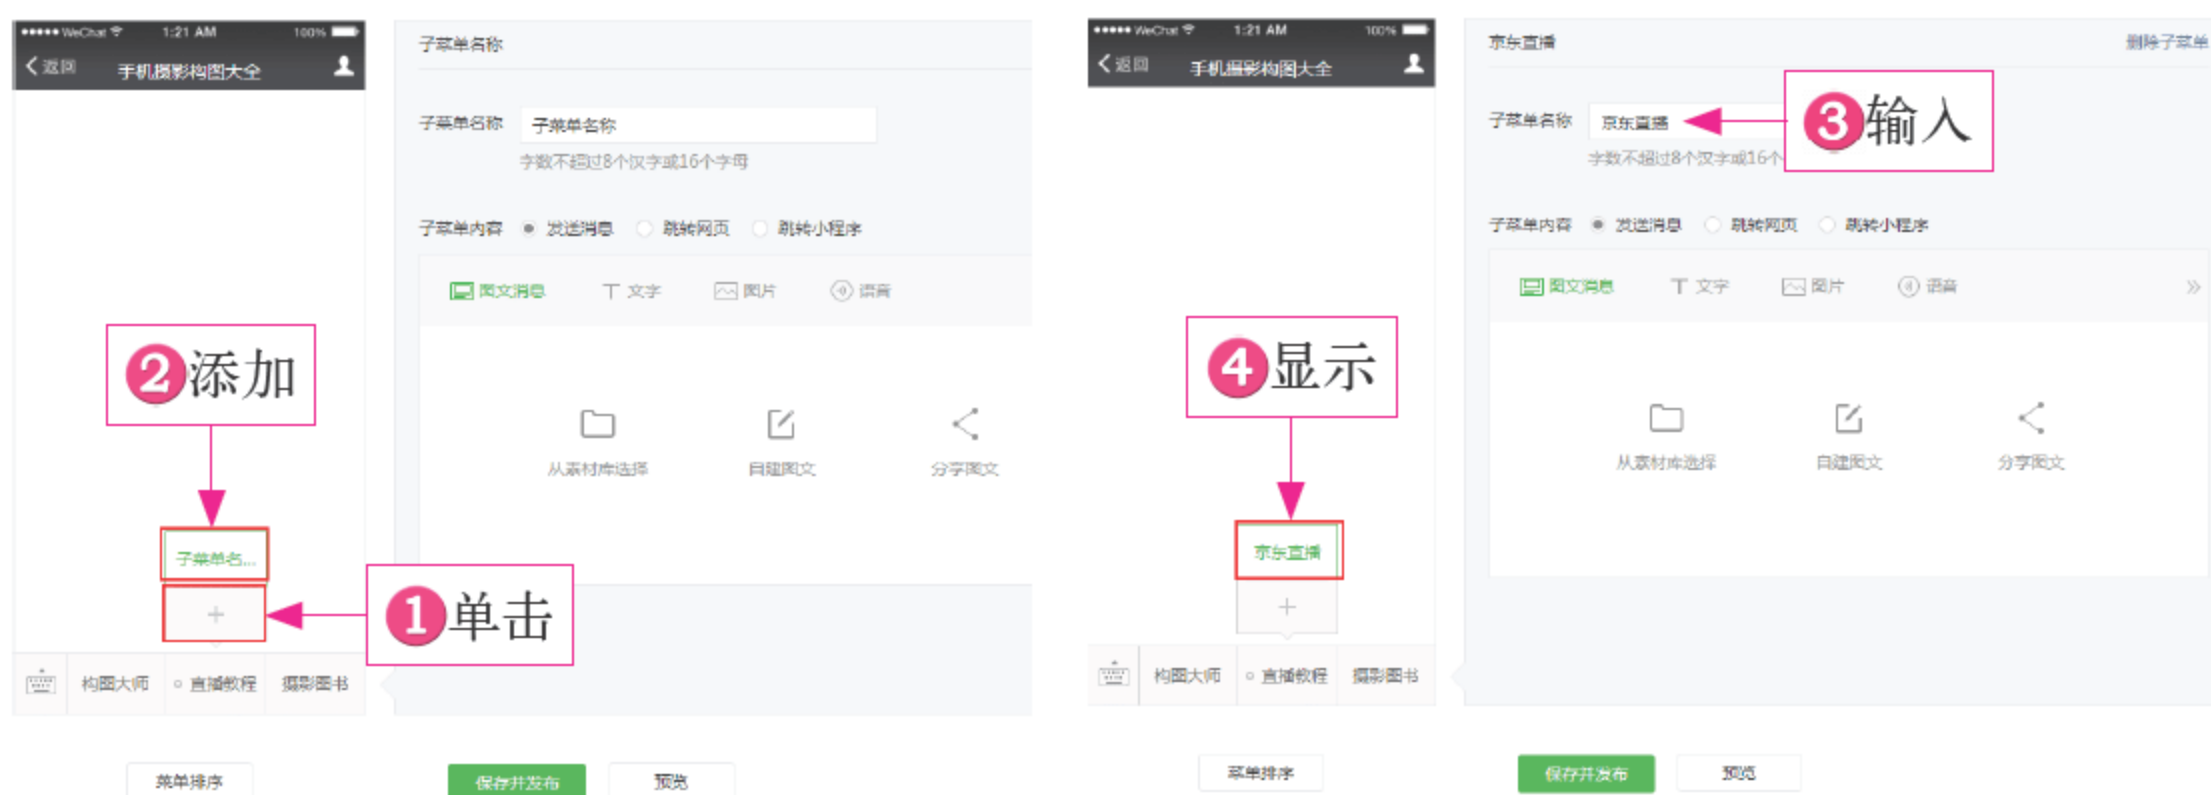 ●●●●● WeChat 1:21 AM 100%
返回 手机摄影构图大全
子菜单名称
子菜单名称 子菜单名称
字数不超过8个汉字或16个字母
子菜单内容 发送消息 跳转网页 跳转小程序
图文消息 文字 图片 语音
❷添加
从素材库选择 自建图文 分享图文
子菜单名...
+
❶单击
构图大师 直播教程 摄影图书
菜单排序 保存并发布 预览
●●●●● WeChat 1:21 AM 100%
返回 手机摄影构图大全
京东直播 删除子菜单
子菜单名称 京东直播
❸输入
字数不超过8个汉字或16个
子菜单内容 发送消息 跳转网页 跳转小程序
图文消息 文字 图片 语音 »
❹显示
从素材库选择 自建图文 分享图文
京东直播
+
构图大师 直播教程 摄影图书
菜单排序 保存并发布 预览